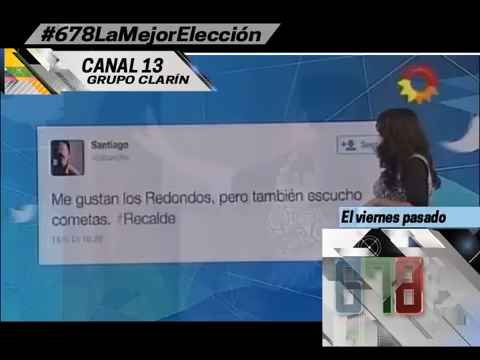 #678LaMejorElección
CANAL 13
GRUPO CLARÍN
Santiago
Me gustan los Redondos, pero también escucho
cometas. #Recalde
El viernes pasado
678